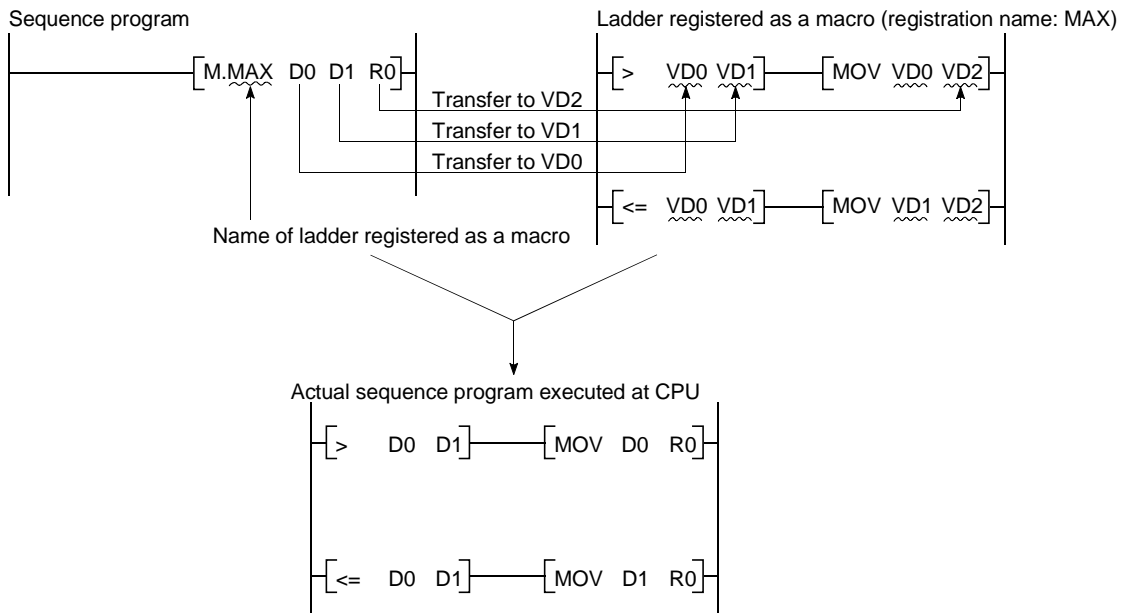 Sequence program
Ladder registered as a macro (registration name: MAX)
M.MAX D0 D1 R0
> VD0 VD1 MOV VD0 VD2
Transfer to VD2
Transfer to VD1
Transfer to VD0
<= VD0 VD1 MOV VD1 VD2
Name of ladder registered as a macro
Actual sequence program executed at CPU
> D0 D1 MOV D0 R0
<= D0 D1 MOV D1 R0